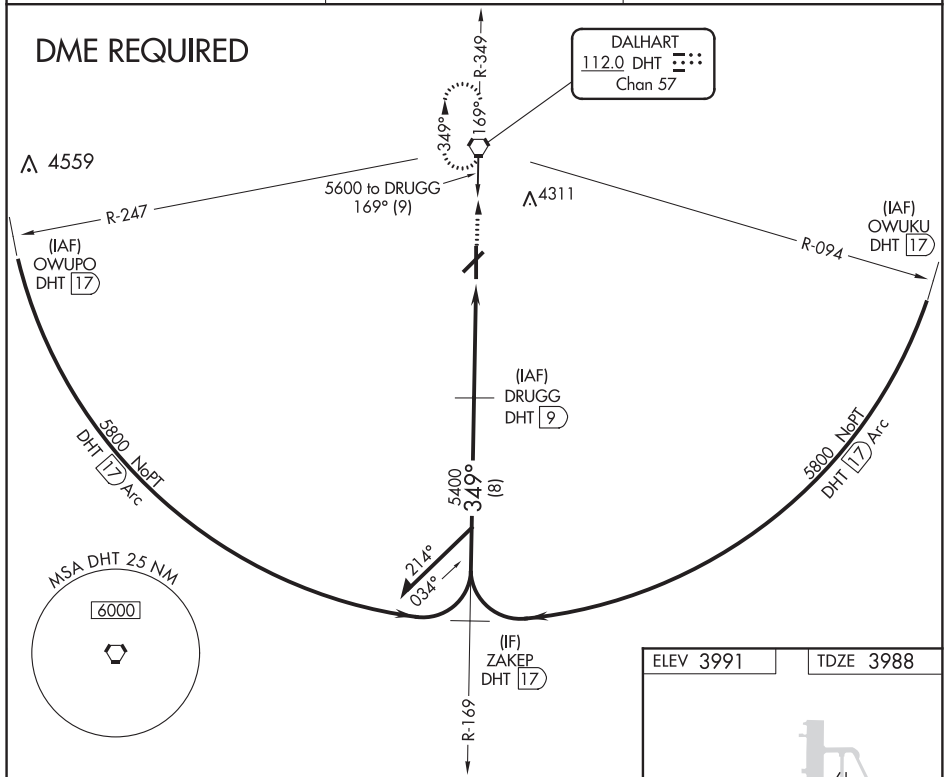 DME REQUIRED
R-349
DALHART
112.0 DHT
Chan 57
349°
169°
4559
5600 to DRUGG
169° (9)
4311
R-247
(IAF)
OWUPO
DHT 17
R-094
(IAF)
OWUKU
DHT 17
(IAF)
DRUGG
DHT 9
5800 NoPT
DHT 17 Arc
5800 NoPT
DHT 17 Arc
5400
349°
(8)
214°
034°
MSA DHT 25 NM
6000
(IF)
ZAKEP
DHT 17
R-169
ELEV 3991
TDZE 3988